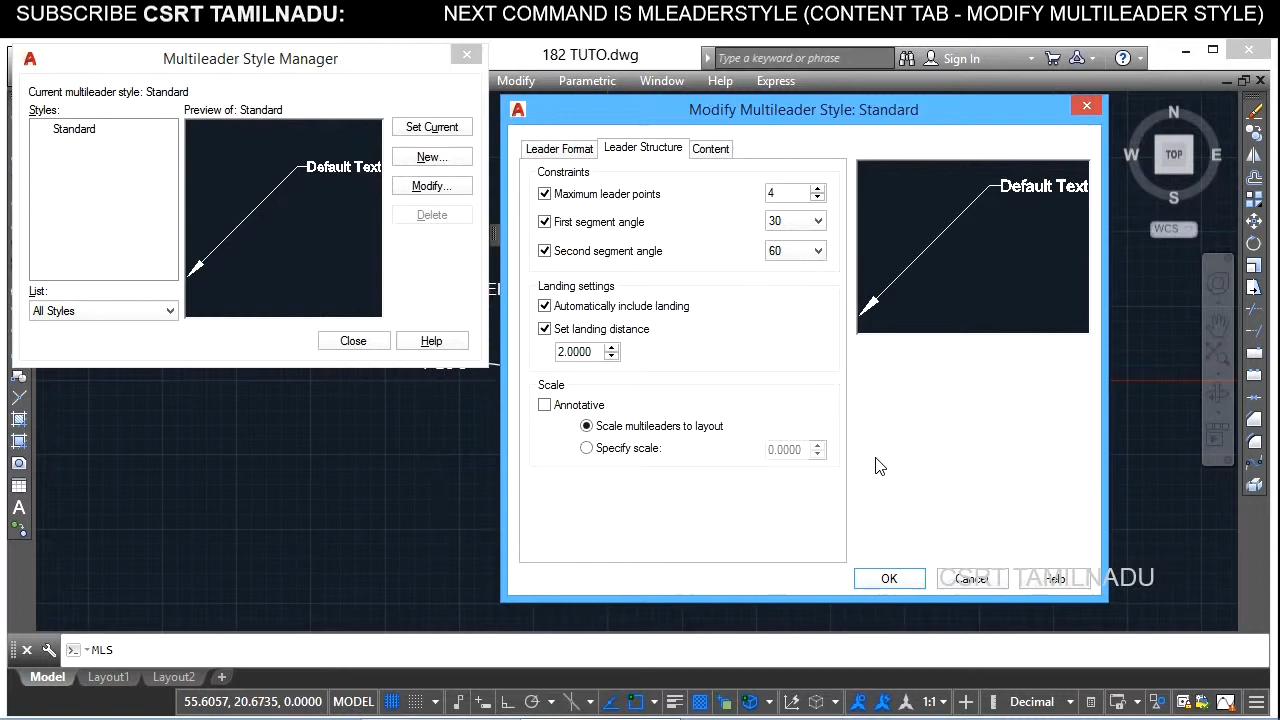 SUBSCRIBE CSRT TAMILNADU: NEXT COMMAND IS MLEADERSTYLE (CONTENT TAB - MODIFY MULTILEADER STYLE)
182 TUTO.dwg Type a keyword or phrase Sign In
Modify Parametric Window Help Express
Multileader Style Manager
Current multileader style: Standard
Styles: Preview of: Standard
Standard
Default Text
Set Current
New...
Modify...
Delete
List:
All Styles
Close Help
Modify Multileader Style: Standard
Leader Format Leader Structure Content
Constraints
Maximum leader points 4
First segment angle 30
Second segment angle 60
Landing settings
Automatically include landing
Set landing distance
2.0000
Scale
Annotative
Scale multileaders to layout
Specify scale: 0.0000
Default Text
OK Cancel Help
CSRT TAMILNADU
N
W TOP E
S
WCS
A
MLS
Model Layout1 Layout2 +
55.6057, 20.6735, 0.0000 MODEL 1:1 Decimal